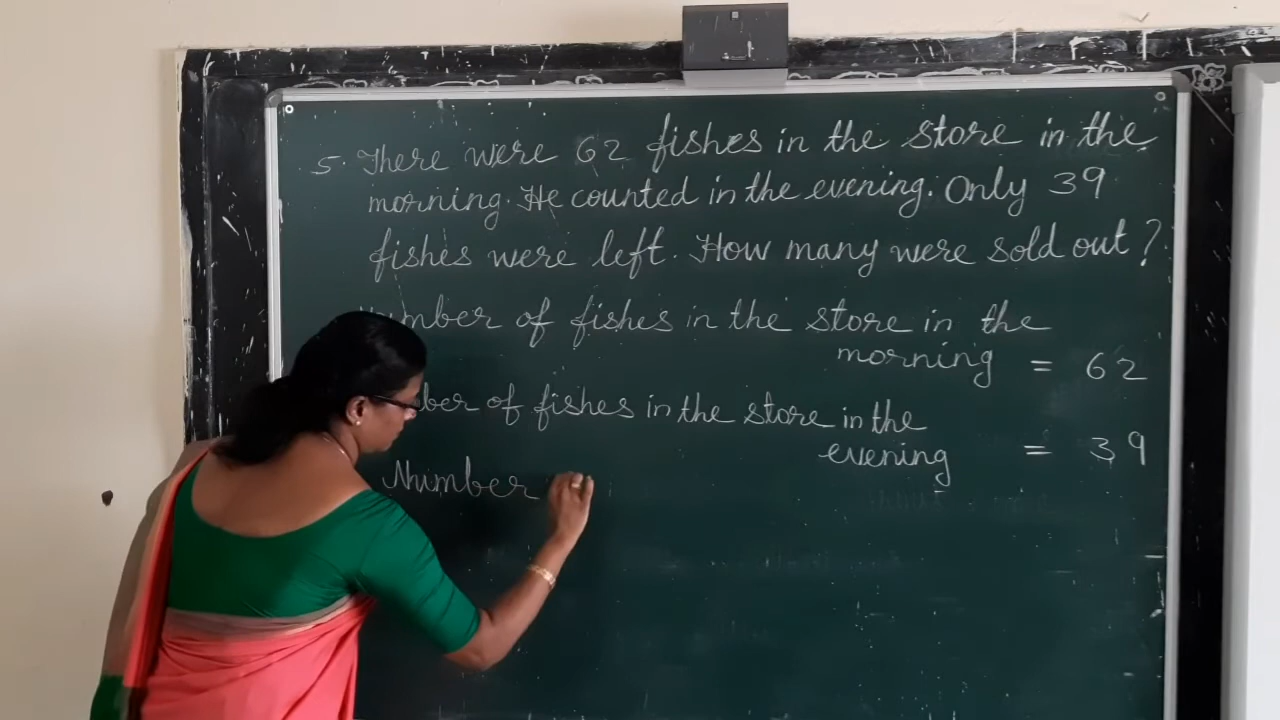 5. There were 62 fishes in the store in the
morning. He counted in the evening. Only 39
fishes were left. How many were sold out?
of fishes in the store in the
morning = 62
of fishes in the store in the
evening = 39
Number